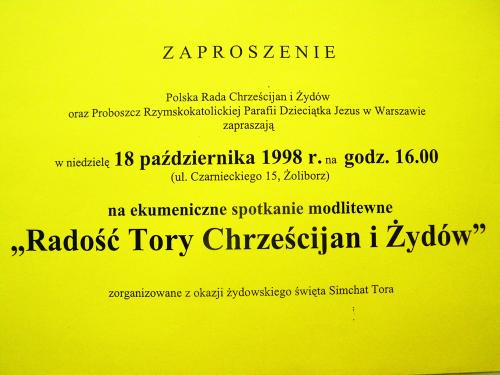 ZAPROSZENIE
Polska Rada Chrześcijan i Żydów
oraz Proboszcz Rzymskokatolickiej Parafii Dzieciątka Jezus w Warszawie
zapraszają
w niedzielę 18 października 1998 r. na godz. 16.00
(ul. Czarnieckiego 15, Żoliborz)
na ekumeniczne spotkanie modlitewne
„Radość Tory Chrześcijan i Żydów”
zorganizowane z okazji żydowskiego święta Simchat Tora